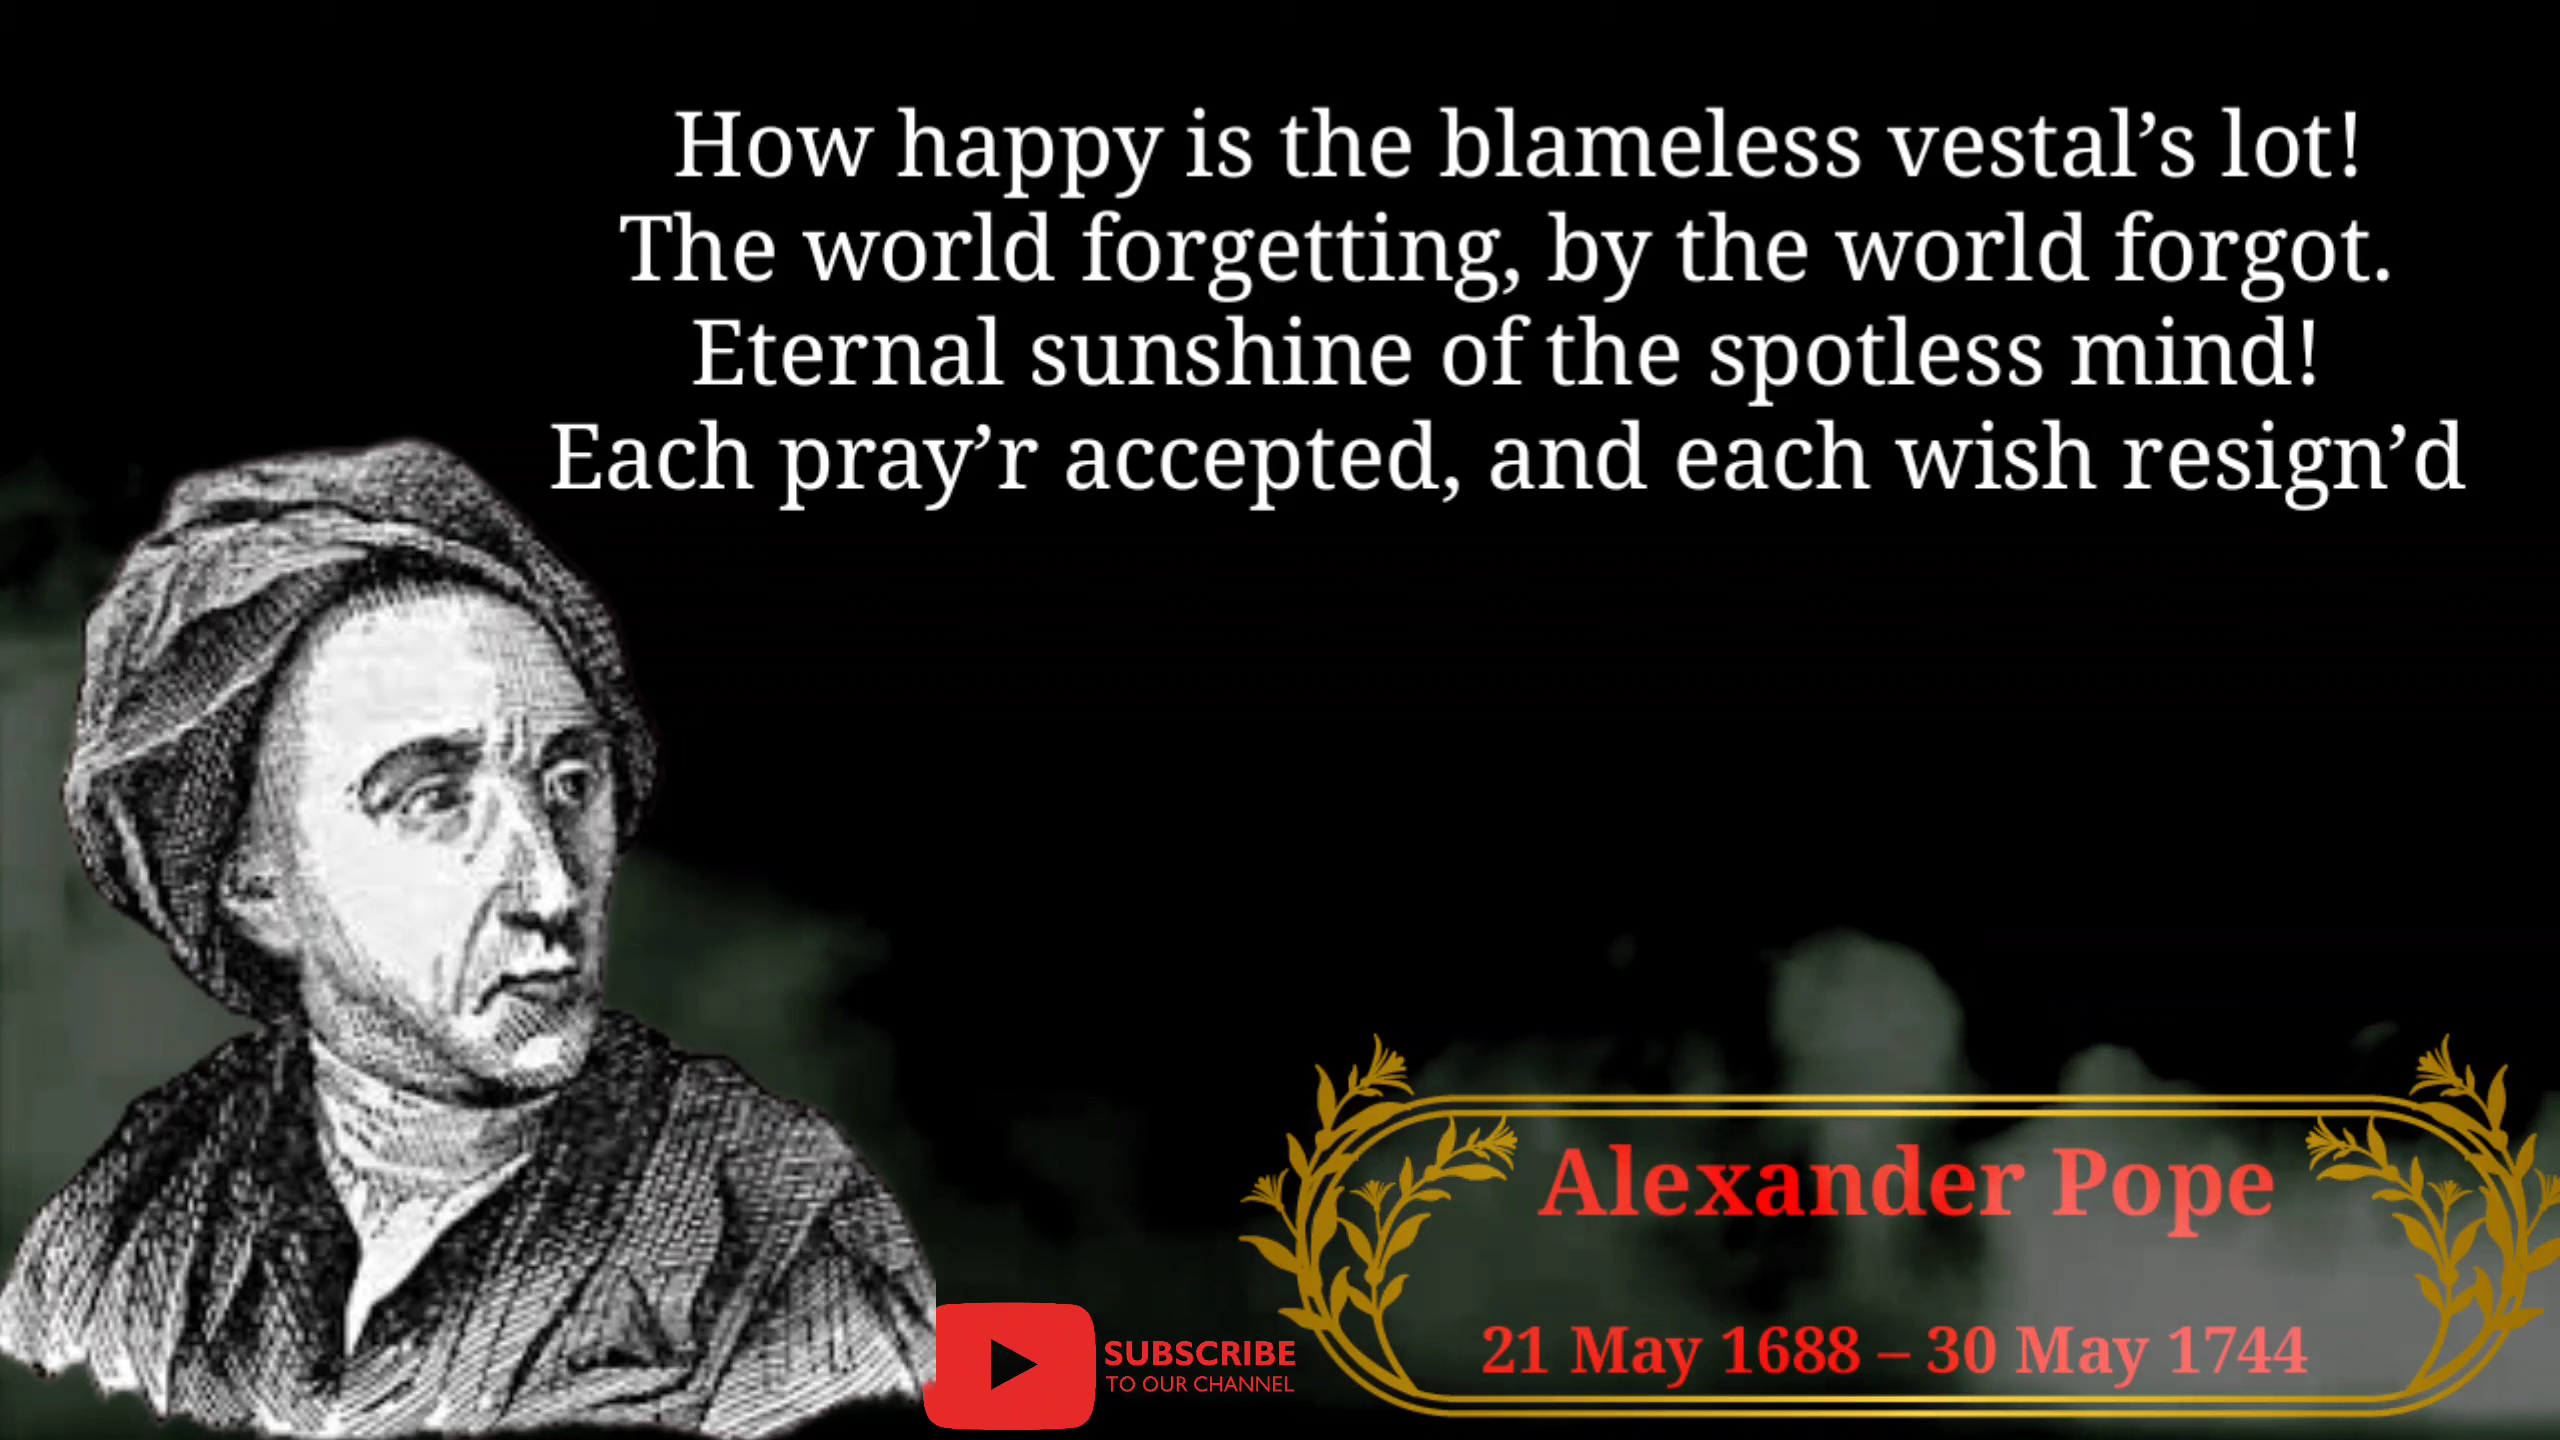 How happy is the blameless vestal’s lot!
The world forgetting, by the world forgot.
Eternal sunshine of the spotless mind!
Each pray’r accepted, and each wish resign’d
Alexander Pope
21 May 1688 – 30 May 1744
SUBSCRIBE
TO OUR CHANNEL